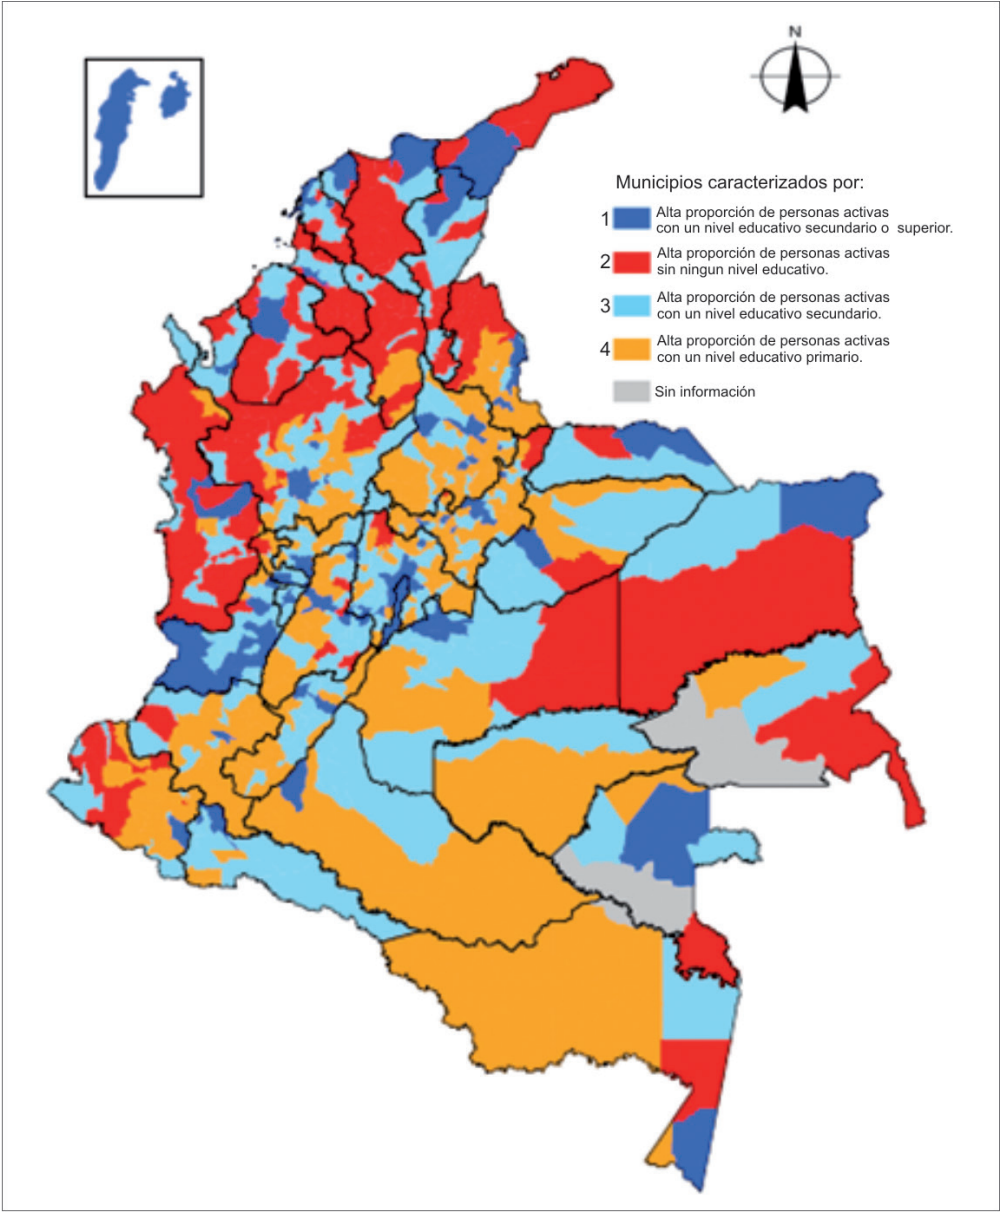 N
Municipios caracterizados por:
1 Alta proporción de personas activas
con un nivel educativo secundario o superior.
2 Alta proporción de personas activas
sin ningun nivel educativo.
3 Alta proporción de personas activas
con un nivel educativo secundario.
4 Alta proporción de personas activas
con un nivel educativo primario.
Sin información